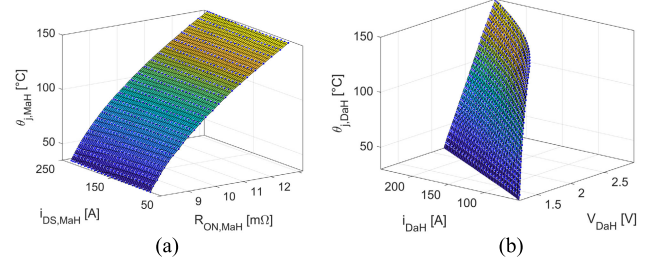 150
100
50
θj,MaH [°C]
250
150
50
iDS,MaH [A]
9
10
11
12
RON,MaH [mΩ]
(a)
150
100
50
θj,DaH [°C]
200
150
100
iDaH [A]
1.5
2
2.5
VDaH [V]
(b)